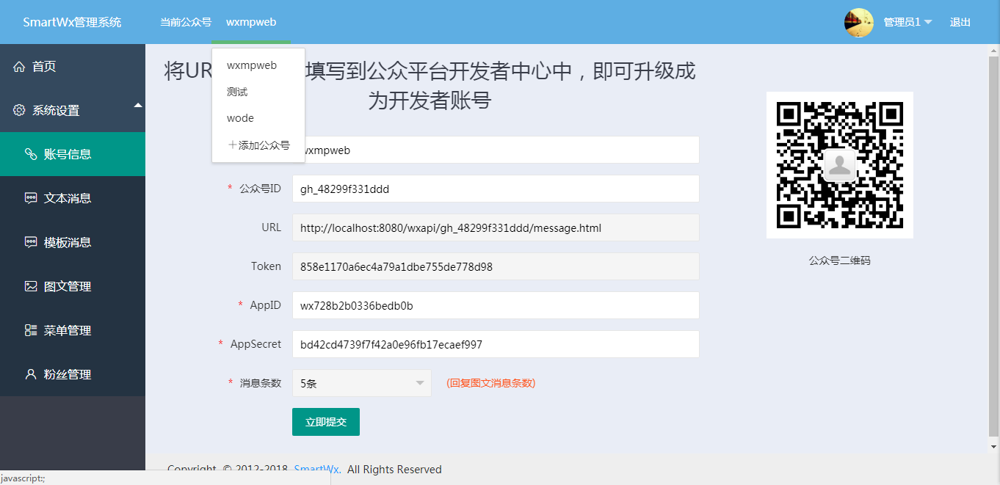 SmartWx管理系统 当前公众号 wxmpweb 管理员1 退出
首页
系统设置
账号信息
文本消息
模板消息
图文管理
菜单管理
粉丝管理
wxmpweb
测试
wode
+添加公众号
将UR 填写到公众平台开发者中心中，即可升级成
为开发者账号
wxmpweb
* 公众号ID gh_48299f331ddd
URL http://localhost:8080/wxapi/gh_48299f331ddd/message.html
Token 858e1170a6ec4a79a1dbe755de778d98
* AppID wx728b2b0336bedb0b
* AppSecret bd42cd4739f7f42a0e96fb17ecaef997
* 消息条数 5条 (回复图文消息条数)
立即提交
公众号二维码
Copyright © 2012-2018 SmartWx. All Rights Reserved
javascript:;